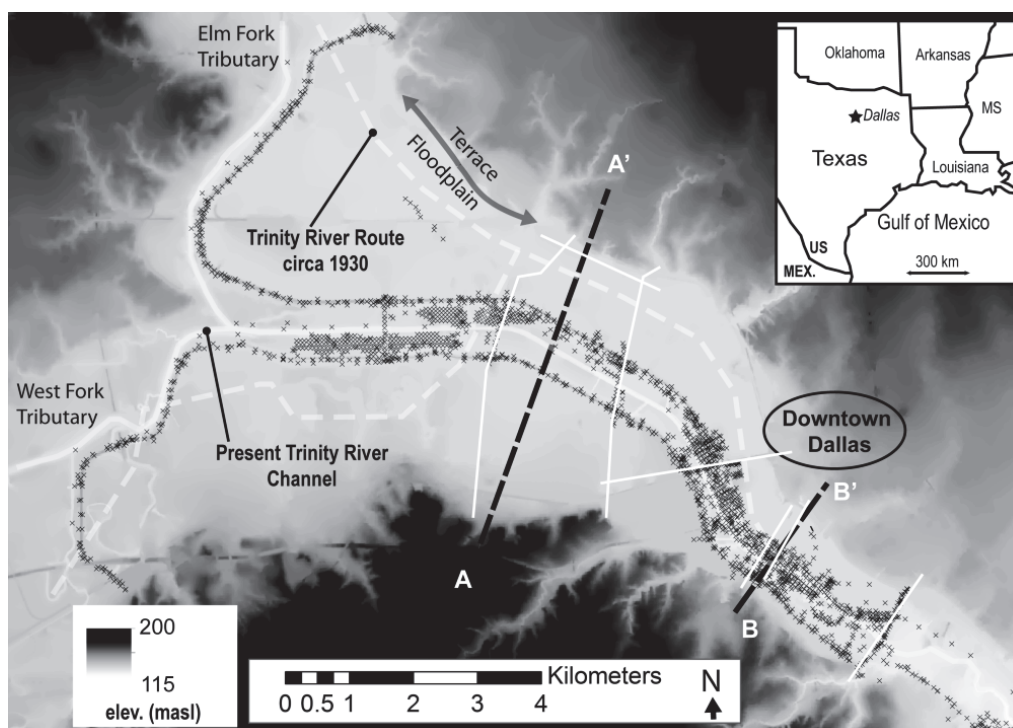 Elm Fork
Tributary
Oklahoma
Arkansas
Dallas
MS
Texas
Louisiana
Gulf of Mexico
US
MEX.
300 km
Terrace
Floodplain
A'
Trinity River Route
circa 1930
West Fork
Tributary
Present Trinity River
Channel
Downtown
Dallas
B'
A
B
200
115
elev. (masl)
Kilometers
0 0.5 1 2 3 4
N